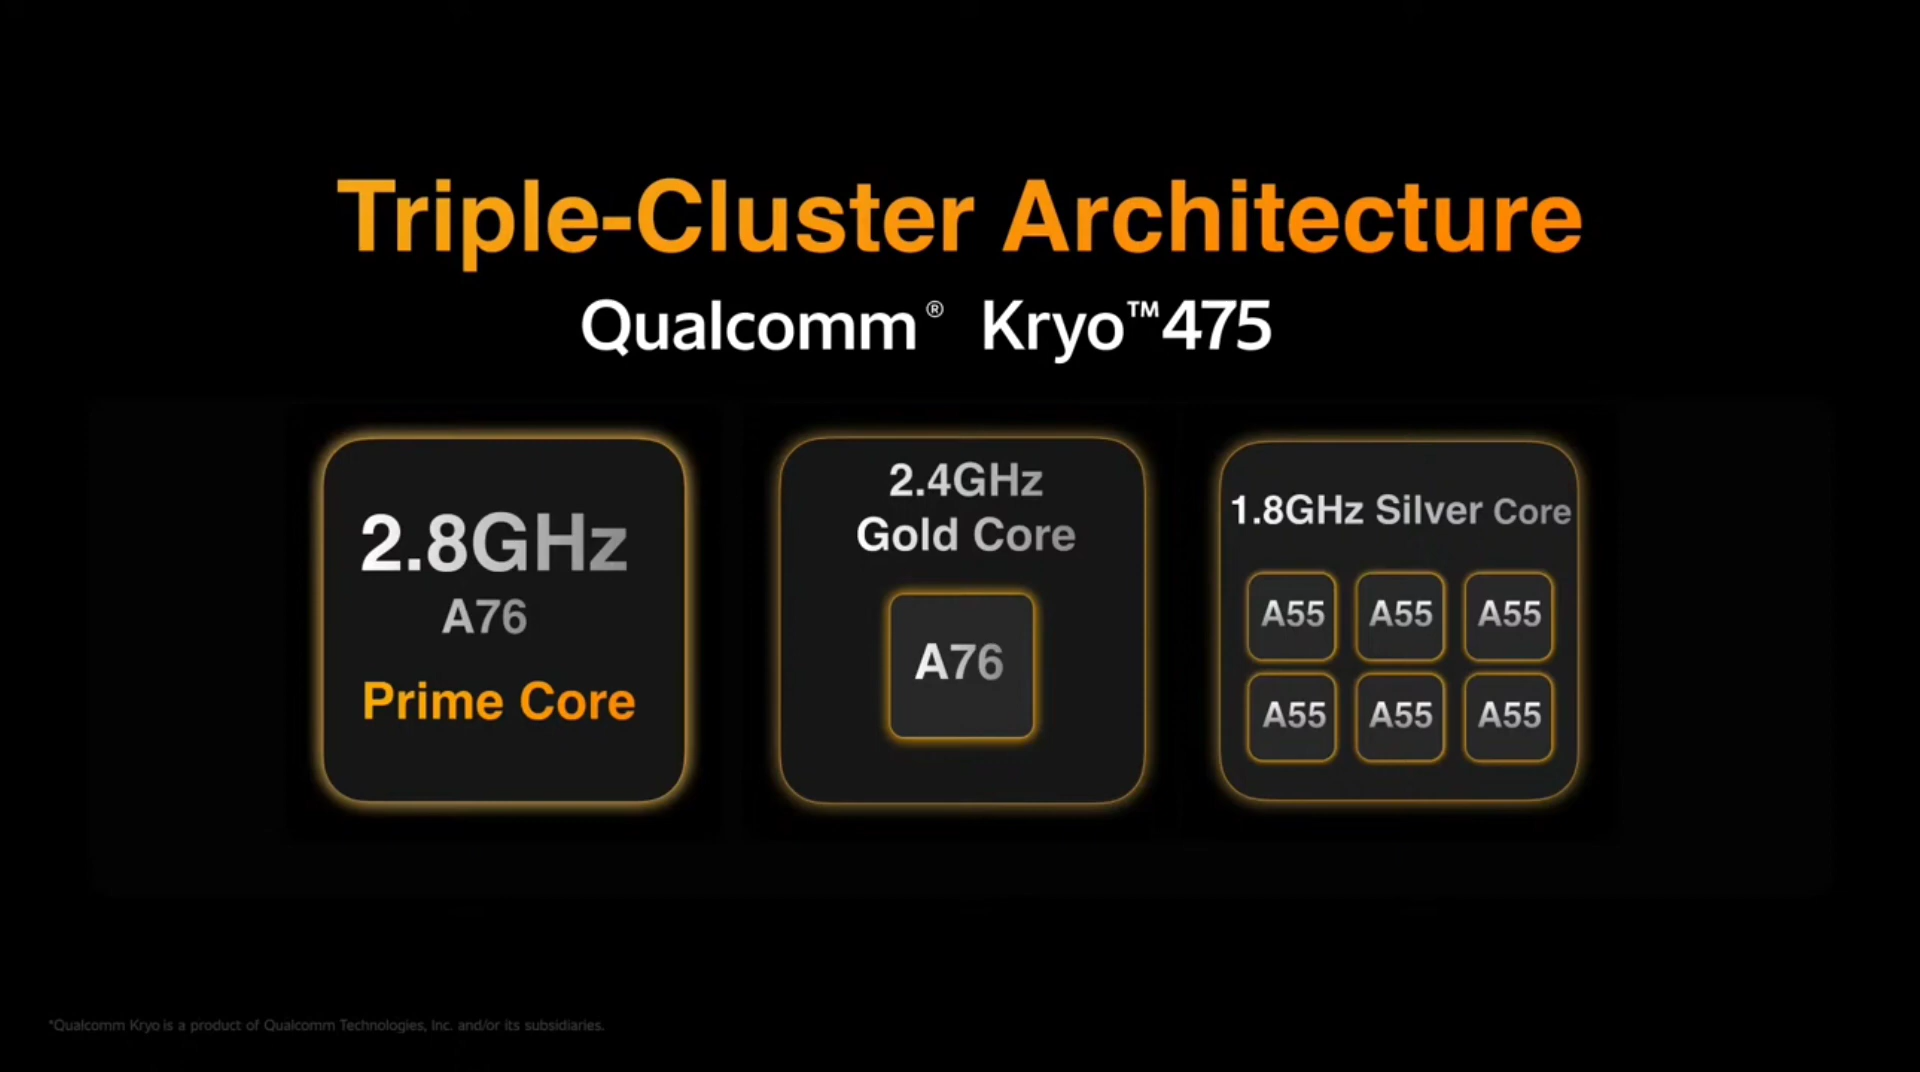 Triple-Cluster Architecture
Qualcomm® Kryo™475
2.8GHz
A76
Prime Core
2.4GHz
Gold Core
A76
1.8GHz Silver Core
A55 A55 A55
A55 A55 A55
*Qualcomm Kryo is a product of Qualcomm Technologies, Inc. and/or its subsidiaries.